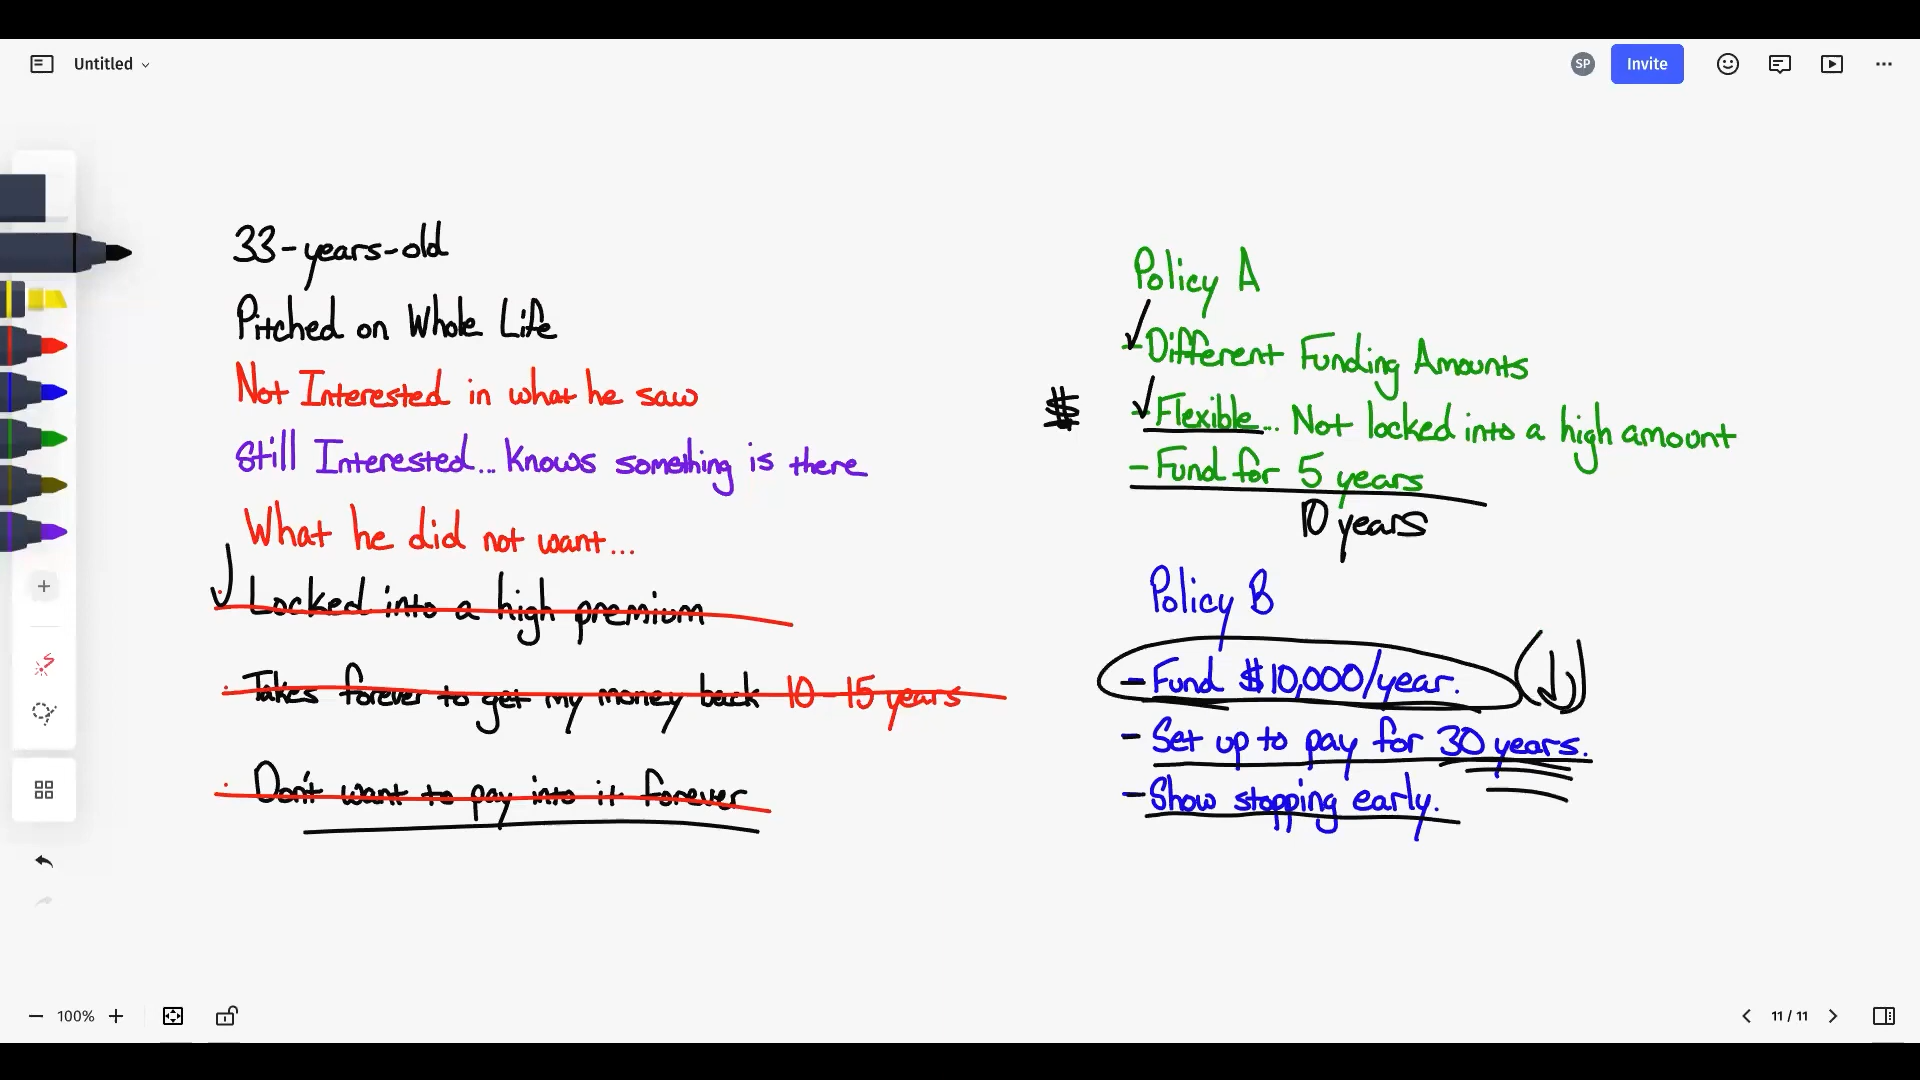 Untitled
SP
Invite
33-years-old
Pitched on Whole Life
Not Interested in what he saw
Still Interested... Knows something is there
What he did not want...
Locked into a high premium
Takes forever to get my money back 10-15 years
Don't want to pay into it forever
Policy A
- Different Funding Amounts
$
- Flexible... Not locked into a high amount
- Fund for 5 years
10 years
Policy B
- Fund $10,000/year.
- Set up to pay for 30 years.
- Show stopping early.
100%
11 / 11